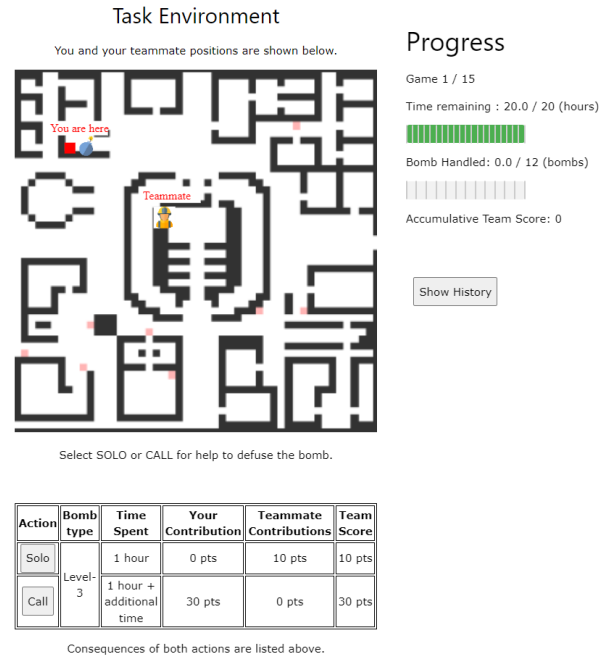 Task Environment
You and your teammate positions are shown below.
You are here
Teammate
Select SOLO or CALL for help to defuse the bomb.
Action Bomb type Time Spent Your Contribution Teammate Contributions Team Score
Solo Level-3 1 hour 0 pts 10 pts 10 pts
Call 1 hour + additional time 30 pts 0 pts 30 pts
Consequences of both actions are listed above.
Progress
Game 1 / 15
Time remaining : 20.0 / 20 (hours)
Bomb Handled: 0.0 / 12 (bombs)
Accumulative Team Score: 0
Show History